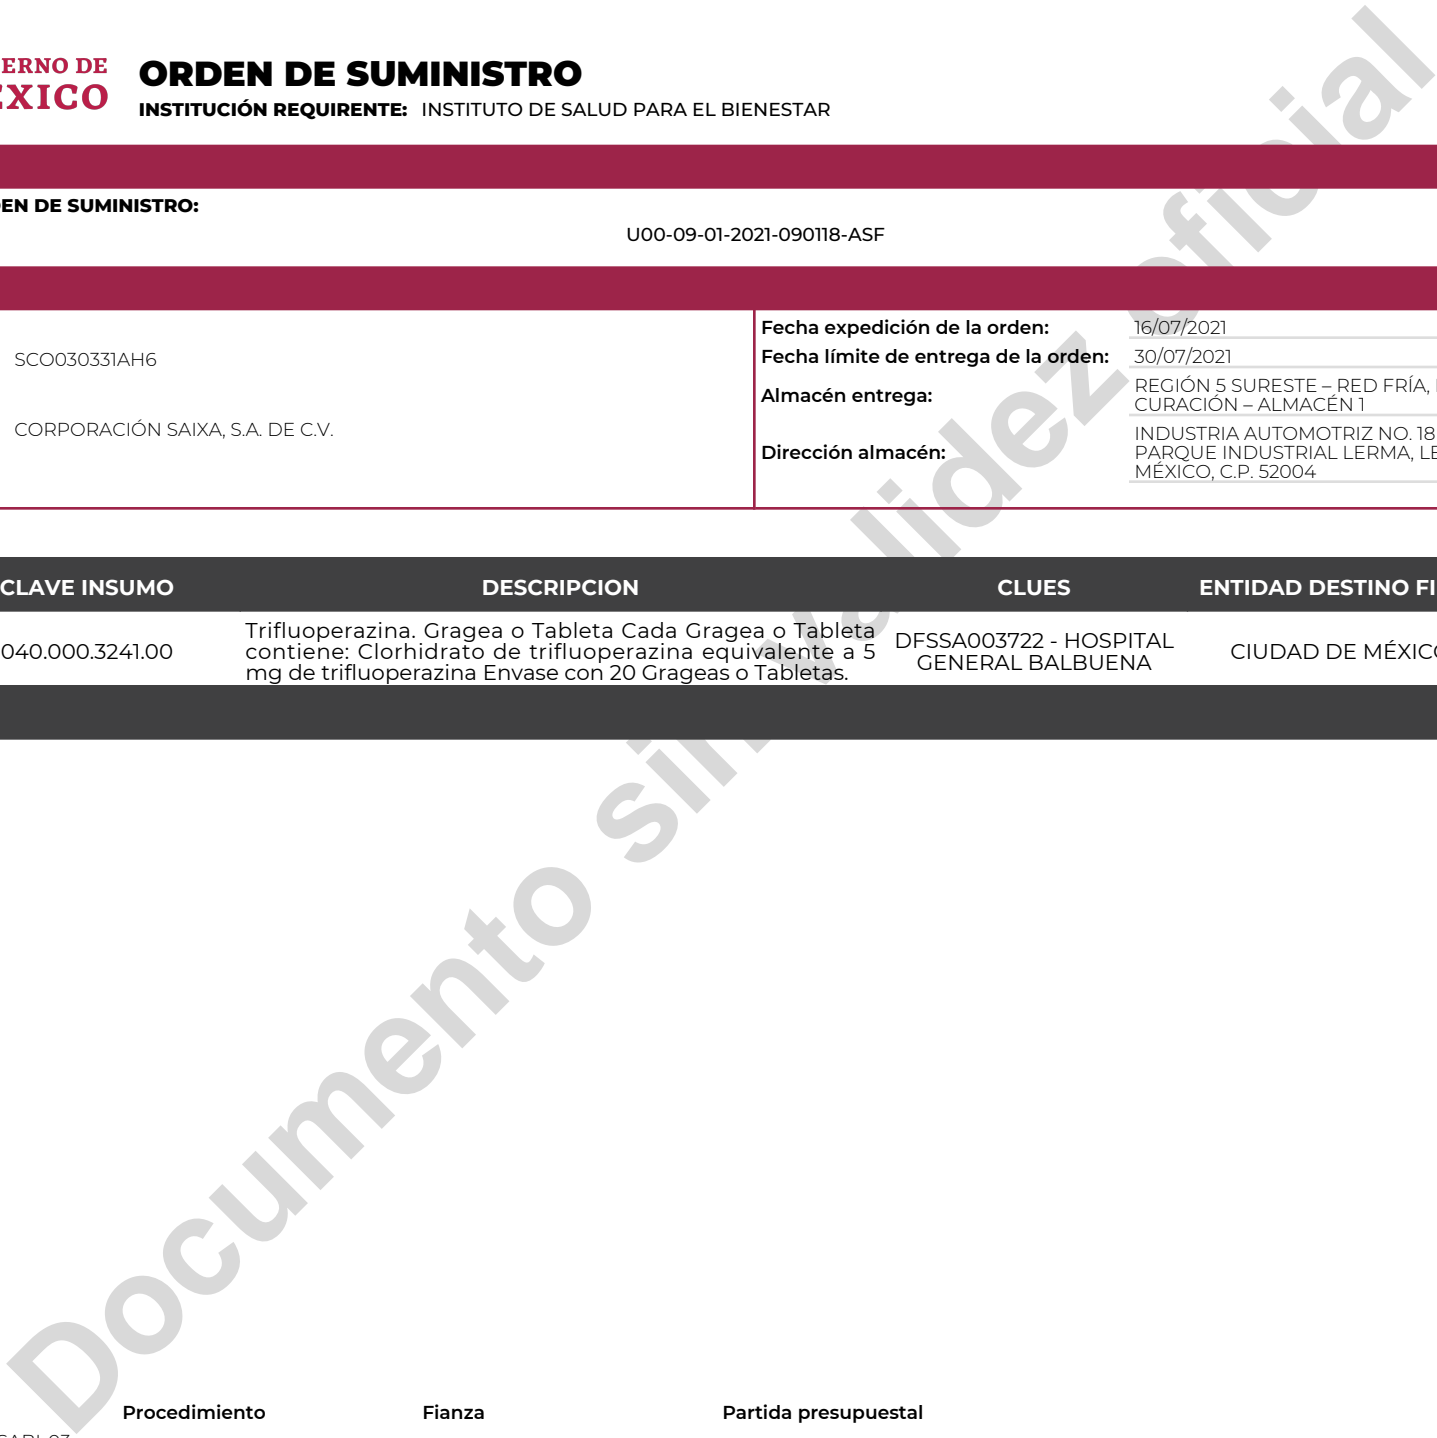 ERNO DE
ORDEN DE SUMINISTRO
EXICO
INSTITUCIÓN REQUIRENTE: INSTITUTO DE SALUD PARA EL BIENESTAR
EN DE SUMINISTRO:
U00-09-01-2021-090118-ASF
SCO030331AH6
CORPORACIÓN SAIXA, S.A. DE C.V.
Fecha expedición de la orden: 16/07/2021
Fecha límite de entrega de la orden: 30/07/2021
Almacén entrega: REGIÓN 5 SURESTE – RED FRÍA,
CURACIÓN – ALMACÉN 1
Dirección almacén: INDUSTRIA AUTOMOTRIZ NO. 18
PARQUE INDUSTRIAL LERMA, LE
MÉXICO, C.P. 52004
CLAVE INSUMO DESCRIPCION CLUES ENTIDAD DESTINO FI
040.000.3241.00
Trifluoperazina. Gragea o Tableta Cada Gragea o Tableta
contiene: Clorhidrato de trifluoperazina equivalente a 5
mg de trifluoperazina Envase con 20 Grageas o Tabletas.
DFSSA003722 - HOSPITAL
GENERAL BALBUENA
CIUDAD DE MÉXICO
Documento sin validez oficial
Procedimiento Fianza Partida presupuestal